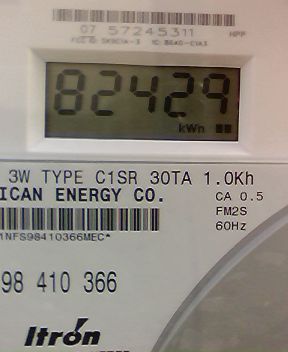 07 57245311
HPP
82429
kWh
3W TYPE C1SR 30TA 1.0Kh
ICAN ENERGY CO.
CA 0.5
FM2S
60Hz
1NFS98410366MEC*
98 410 366
Itron